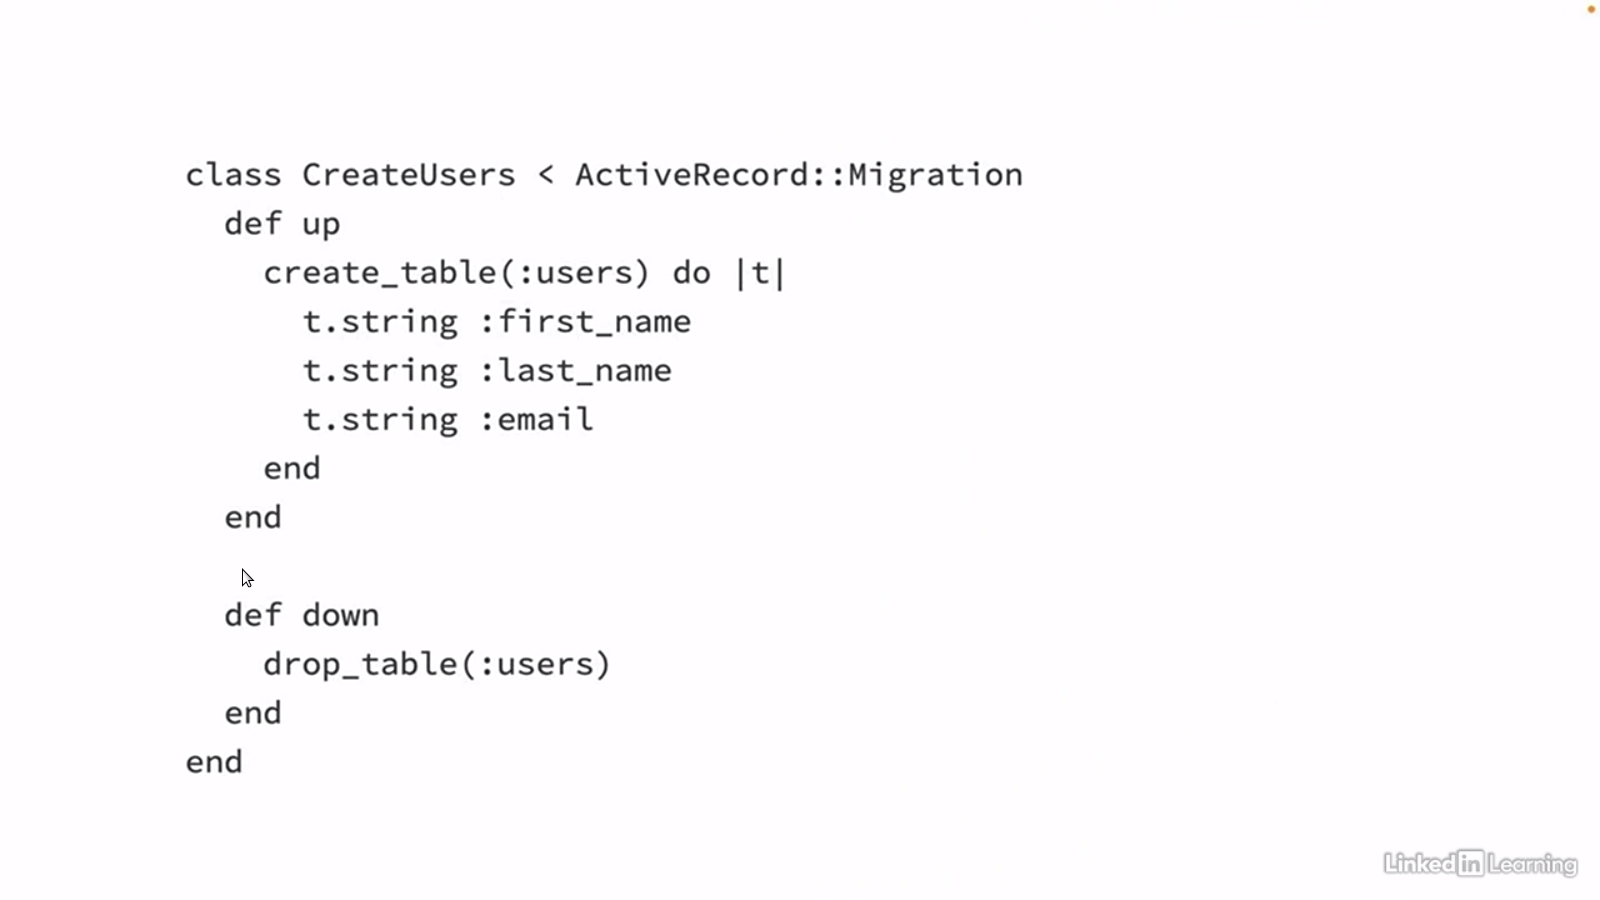 class CreateUsers < ActiveRecord::Migration
  def up
    create_table(:users) do |t|
      t.string :first_name
      t.string :last_name
      t.string :email
    end
  end

  def down
    drop_table(:users)
  end
end
LinkedIn Learning